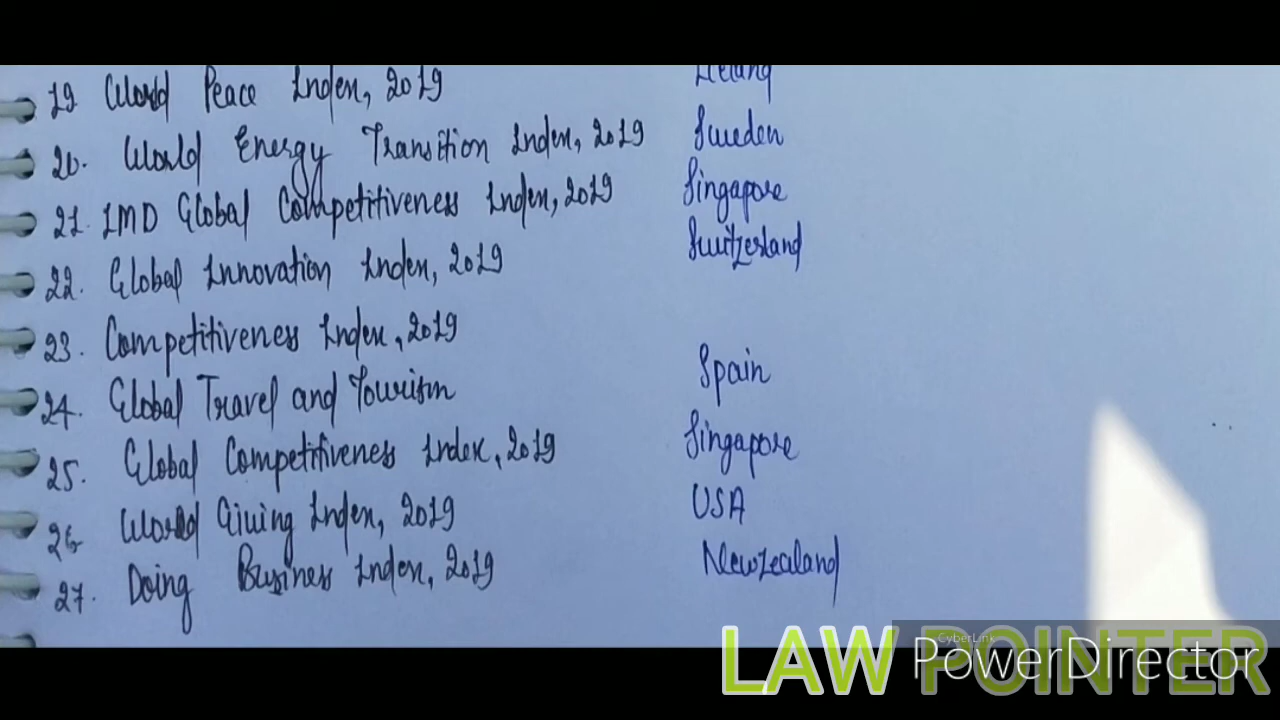 19 World Peace Index, 2019 Iceland
20. World Energy Transition Index, 2019 Sweden
21. IMD Global Competitiveness Index, 2019 Singapore
22. Global Innovation Index, 2019 Switzerland
23. Competitiveness Index, 2019
24. Global Travel and Tourism Spain
25. Global Competitiveness Index, 2019 Singapore
26 World Giving Index, 2019 USA
27. Doing Business Index, 2019 Newzealand
LAW POINTER
CyberLink
PowerDirector